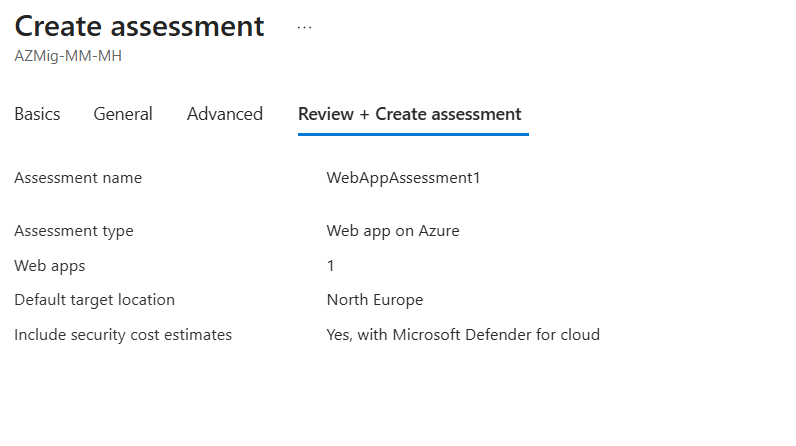 Create assessment ...
AZMig-MM-MH
Basics General Advanced Review + Create assessment
Assessment name WebAppAssessment1
Assessment type Web app on Azure
Web apps 1
Default target location North Europe
Include security cost estimates Yes, with Microsoft Defender for cloud